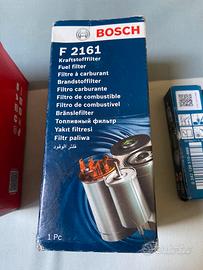 BOSCH
F 2161
Kraftstofffilter
Fuel filter
Filtre à carburant
Brandstoffilter
Filtro carburante
Filtro de combustible
Filtro de combustível
Bränslefilter
Топливный фильтр
Yakıt filtresi
Filtr paliwa
فلتر الوقود
1 Pc